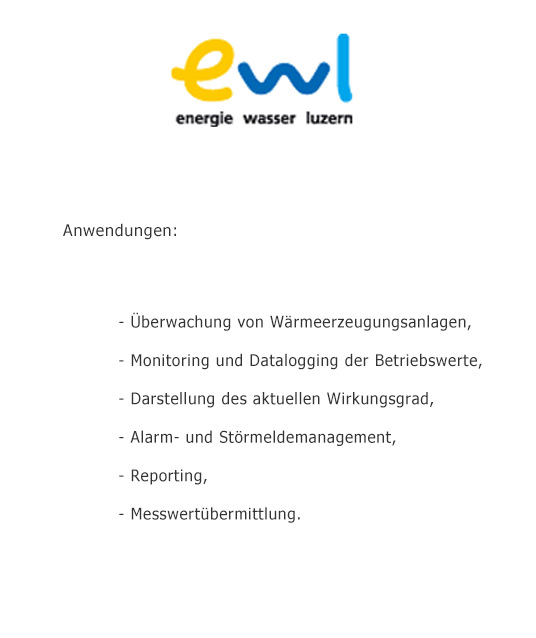 ewl
energie wasser luzern
Anwendungen:
- Überwachung von Wärmeerzeugungsanlagen,
- Monitoring und Datalogging der Betriebswerte,
- Darstellung des aktuellen Wirkungsgrad,
- Alarm- und Störmeldemanagement,
- Reporting,
- Messwertübermittlung.